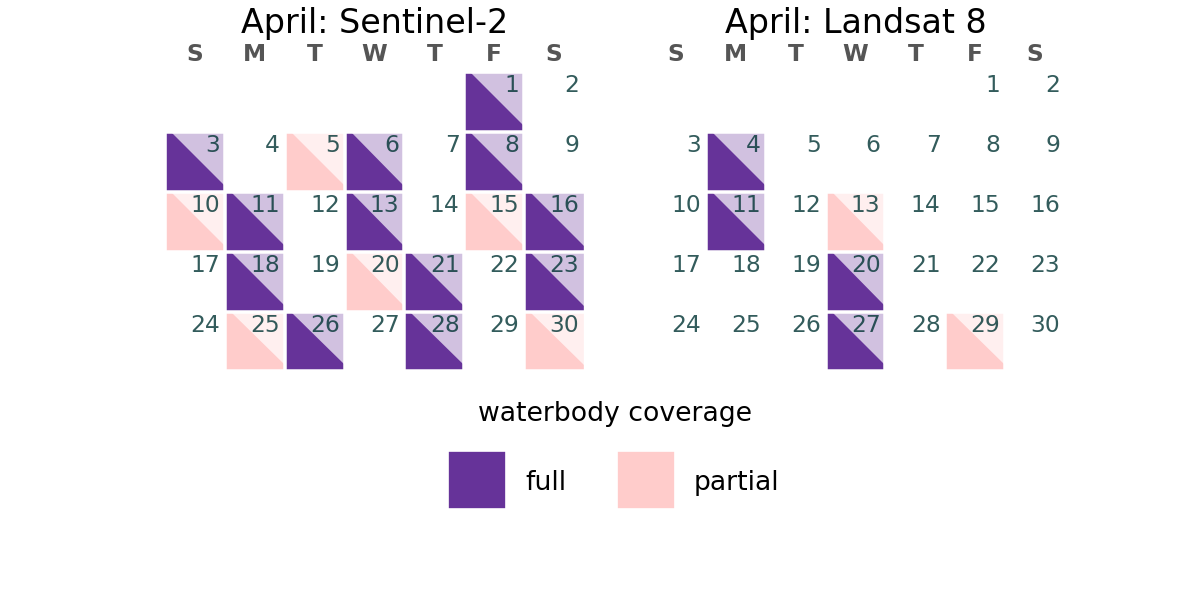 April: Sentinel-2
S M T W T F S
1 2
3 4 5 6 7 8 9
10 11 12 13 14 15 16
17 18 19 20 21 22 23
24 25 26 27 28 29 30
April: Landsat 8
S M T W T F S
1 2
3 4 5 6 7 8 9
10 11 12 13 14 15 16
17 18 19 20 21 22 23
24 25 26 27 28 29 30
waterbody coverage
full
partial